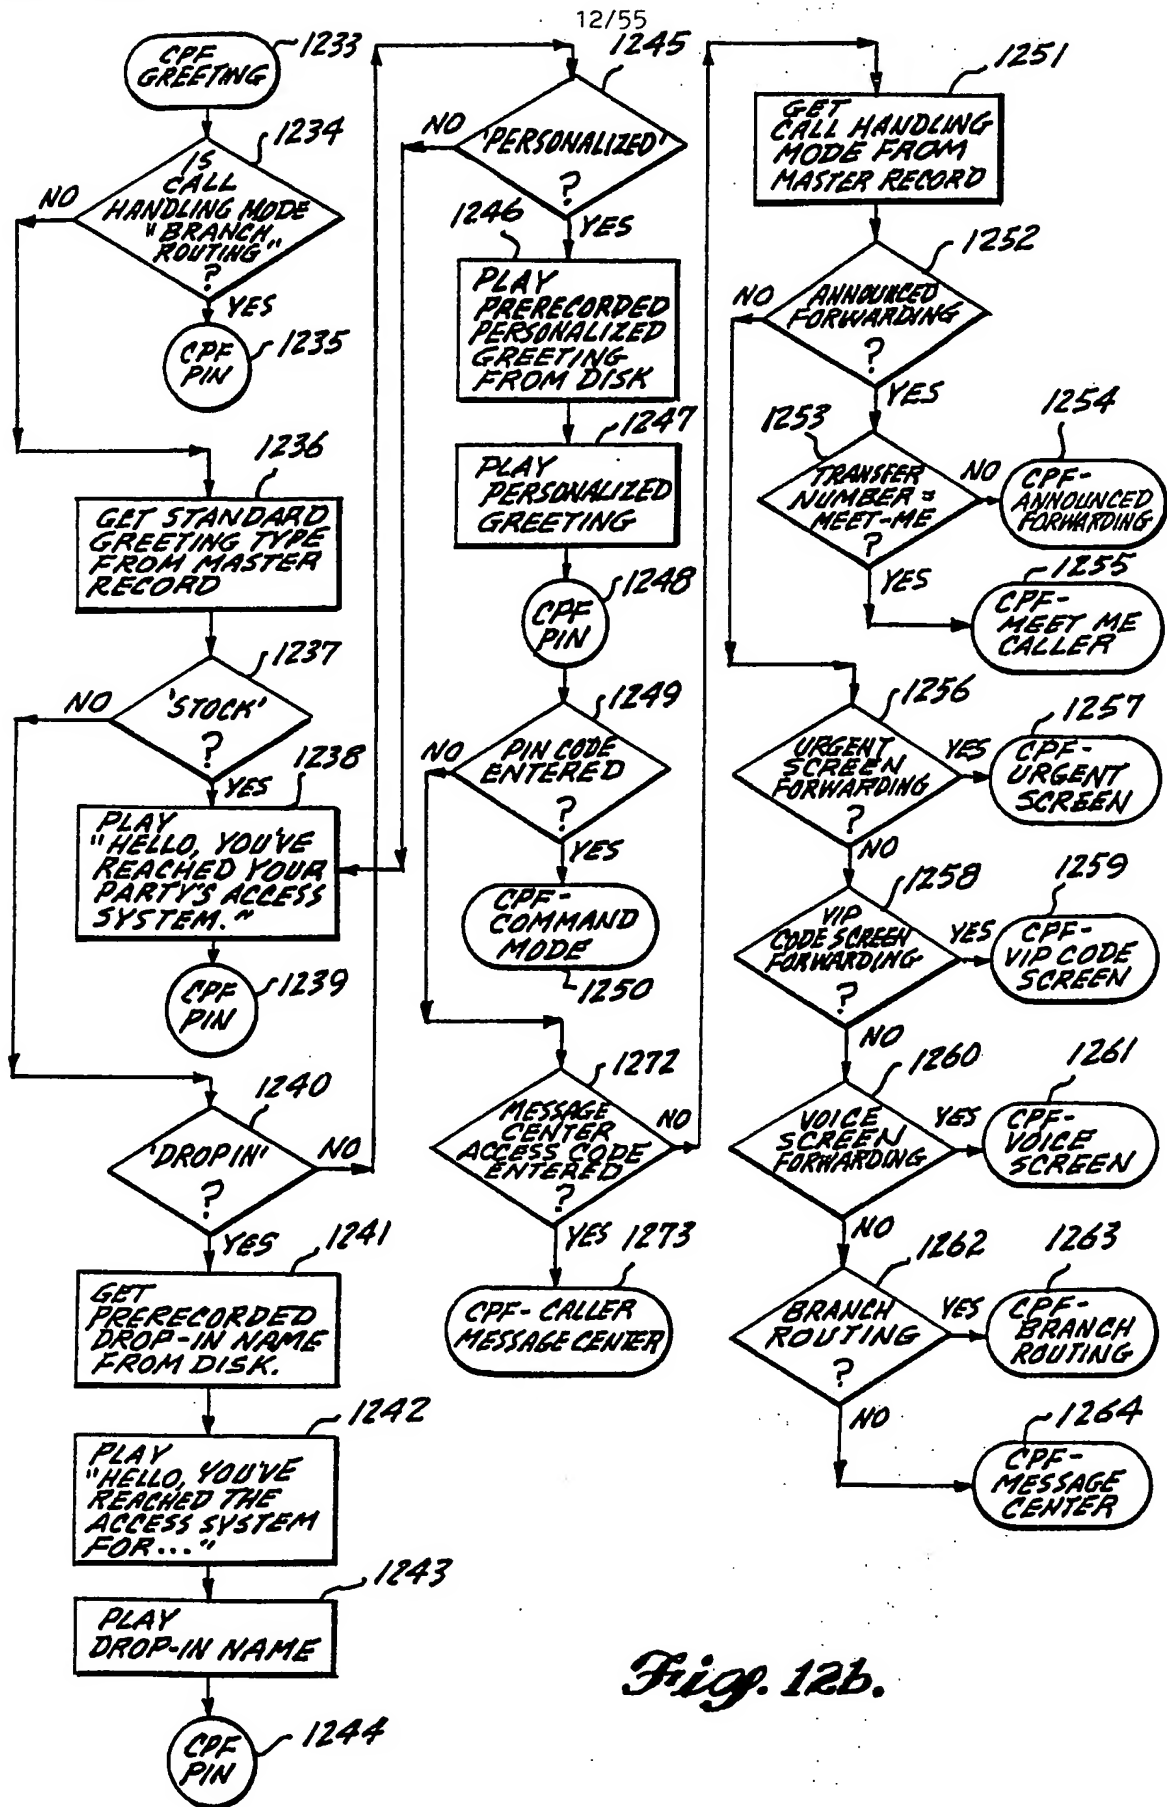 12/55
CPF
GREETING
1233
1234
IS
CALL
HANDLING MODE
"BRANCH
ROUTING"
?
NO
YES
CPF
PIN
1235
1236
GET STANDARD
GREETING TYPE
FROM MASTER
RECORD
1237
'STOCK'
?
NO
YES
1238
PLAY
"HELLO, YOU'VE
REACHED YOUR
PARTY'S ACCESS
SYSTEM."
CPF
PIN
1239
1240
'DROP IN'
?
NO
YES
1241
GET
PRERECORDED
DROP-IN NAME
FROM DISK.
1242
PLAY
"HELLO, YOU'VE
REACHED THE
ACCESS SYSTEM
FOR..."
1243
PLAY
DROP-IN NAME
CPF
PIN
1244
1245
'PERSONALIZED'
?
NO
YES
1246
PLAY
PRERECORDED
PERSONALIZED
GREETING
FROM DISK
1247
PLAY
PERSONALIZED
GREETING
1248
CPF
PIN
1249
PIN CODE
ENTERED
?
NO
YES
CPF-
COMMAND
MODE
1250
1272
MESSAGE
CENTER
ACCESS CODE
ENTERED
?
NO
YES
1273
CPF-CALLER
MESSAGE CENTER
1251
GET
CALL HANDLING
MODE FROM
MASTER RECORD
1252
ANNOUNCED
FORWARDING
?
NO
YES
1253
TRANSFER
NUMBER =
MEET-ME
?
NO
YES
1254
CPF-
ANNOUNCED
FORWARDING
1255
CPF-
MEET ME
CALLER
1256
URGENT
SCREEN
FORWARDING
?
YES
NO
1257
CPF-
URGENT
SCREEN
1258
VIP
CODE SCREEN
FORWARDING
?
YES
NO
1259
CPF-
VIP CODE
SCREEN
1260
VOICE
SCREEN
FORWARDING
?
YES
NO
1261
CPF-
VOICE
SCREEN
1262
BRANCH
ROUTING
?
YES
NO
1263
CPF-
BRANCH
ROUTING
1264
CPF-
MESSAGE
CENTER
Fig. 12b.